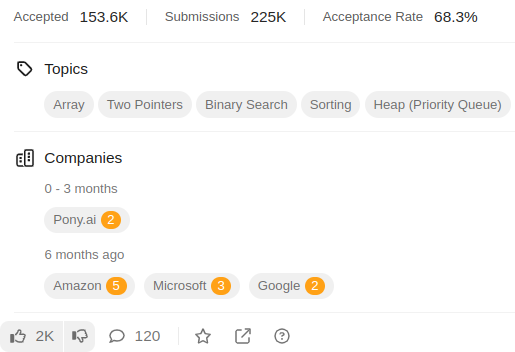 Accepted 153.6K Submissions 225K Acceptance Rate 68.3%
Topics
Array Two Pointers Binary Search Sorting Heap (Priority Queue)
Companies
0 - 3 months
Pony.ai 2
6 months ago
Amazon 5 Microsoft 3 Google 2
2K 120